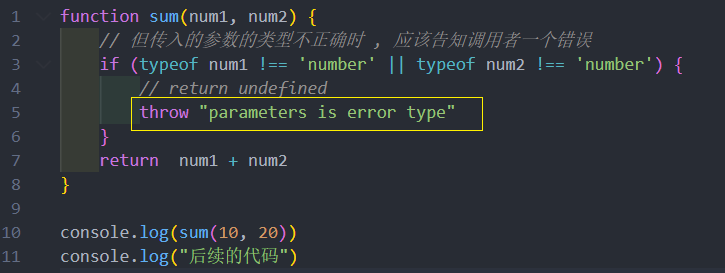 1 function sum(num1, num2) {
2 // 但传入的参数的类型不正确时 , 应该告知调用者一个错误
3 if (typeof num1 !== 'number' || typeof num2 !== 'number') {
4 // return undefined
5 throw "parameters is error type"
6 }
7 return  num1 + num2
8 }
9
10 console.log(sum(10, 20))
11 console.log("后续的代码")